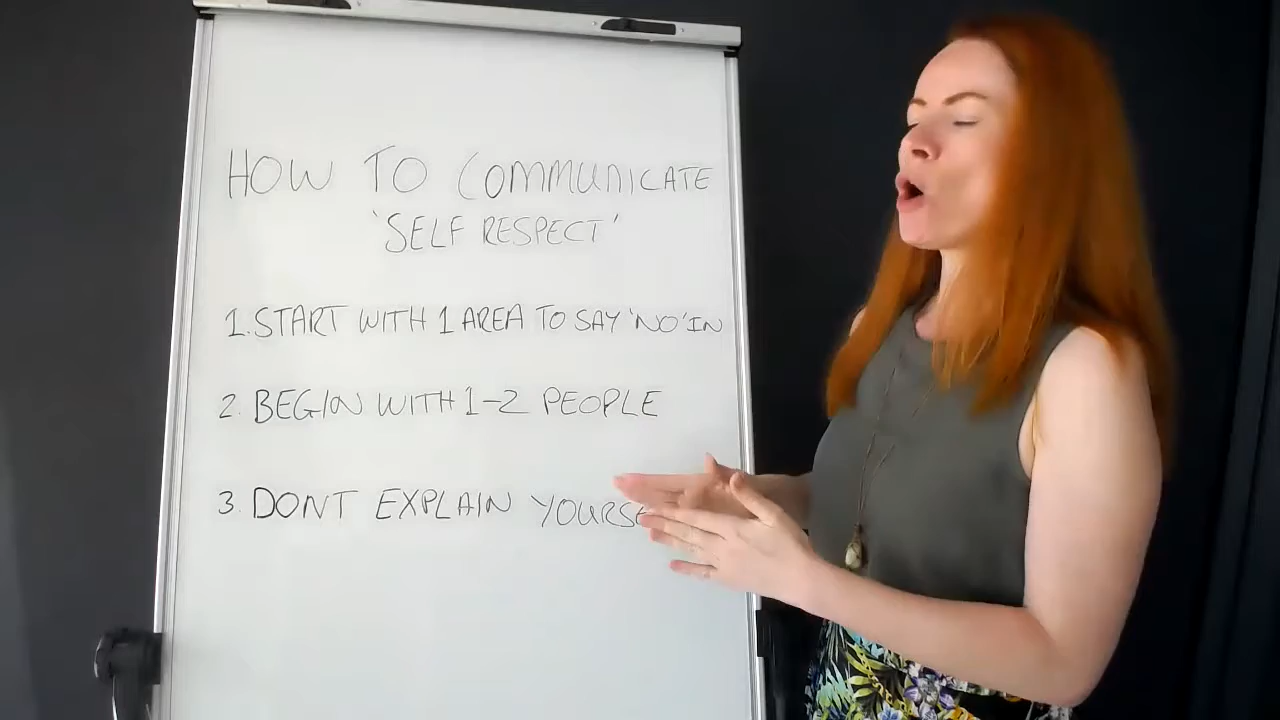 HOW TO COMMUNICATE
'SELF RESPECT'
1. START WITH 1 AREA TO SAY 'NO' IN
2. BEGIN WITH 1-2 PEOPLE
3. DONT EXPLAIN